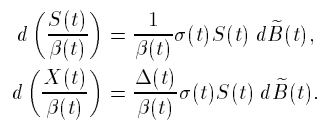 d ( S(t) / β(t) ) = 1/β(t) σ(t)S(t) dB̃(t),
d ( X(t) / β(t) ) = Δ(t)/β(t) σ(t)S(t) dB̃(t).